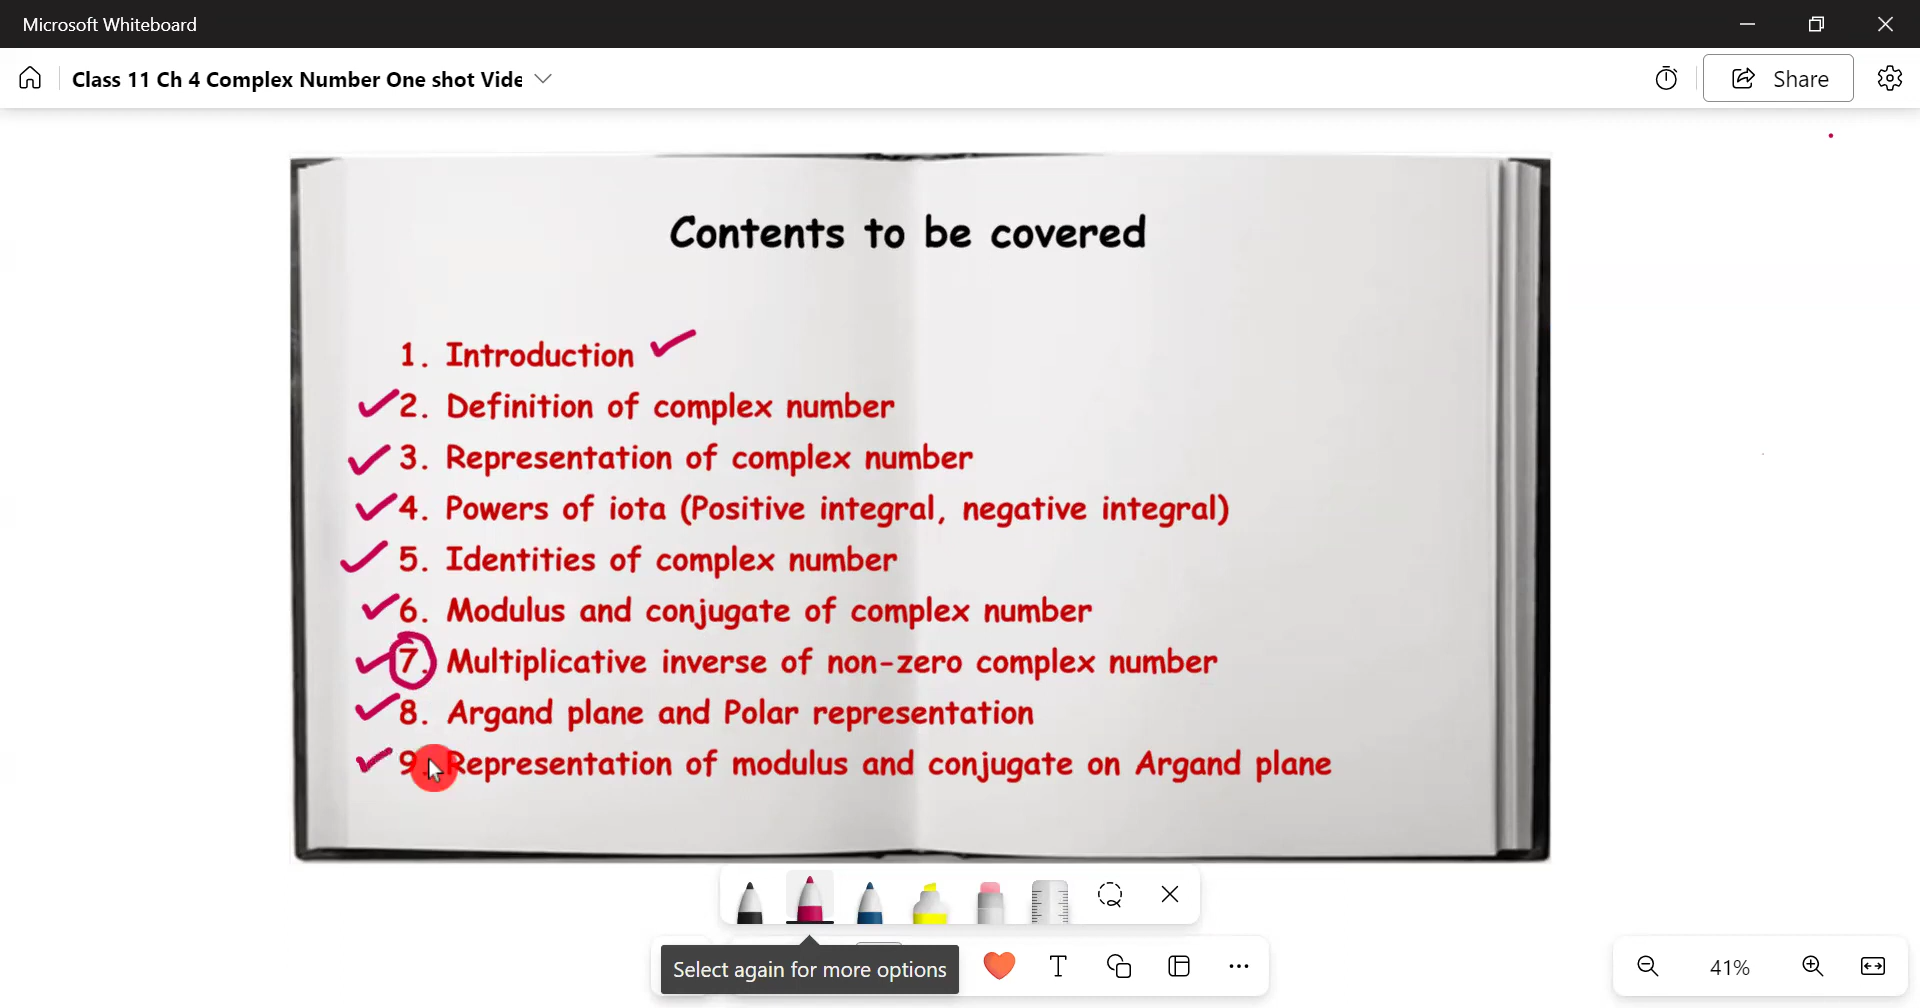 Microsoft Whiteboard
Class 11 Ch 4 Complex Number One shot Vide
Share
Contents to be covered
1. Introduction
2. Definition of complex number
3. Representation of complex number
4. Powers of iota (Positive integral, negative integral)
5. Identities of complex number
6. Modulus and conjugate of complex number
7. Multiplicative inverse of non-zero complex number
8. Argand plane and Polar representation
9. Representation of modulus and conjugate on Argand plane
Select again for more options
41%